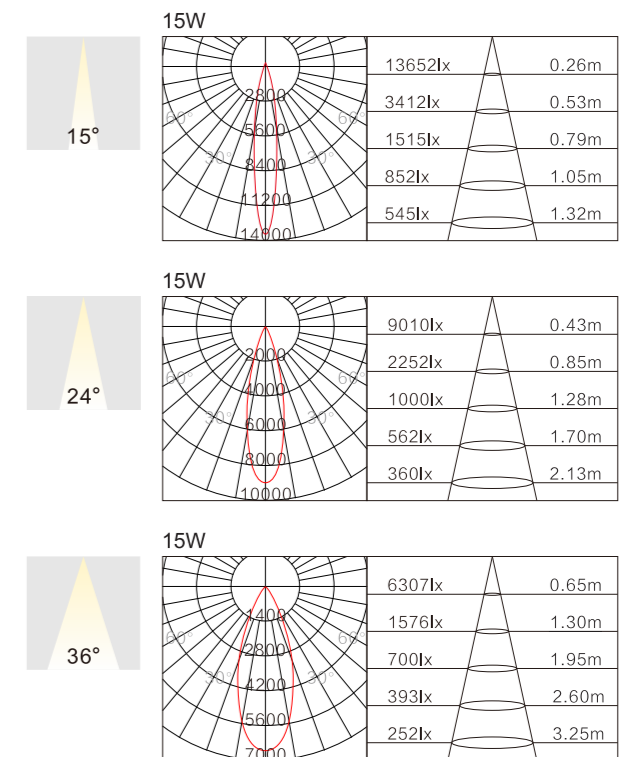 15W
13652lx 0.26m
2800
3412lx 0.53m
60° 60°
5600
15°
1515lx 0.79m
30° 8400 30°
852lx 1.05m
11200
545lx 1.32m
14000
15W
9010lx 0.43m
2000
2252lx 0.85m
60° 60°
4000
24°
1000lx 1.28m
30° 6000 30°
562lx 1.70m
8000
360lx 2.13m
10000
15W
6307lx 0.65m
1400
1576lx 1.30m
60° 60°
2800
36°
700lx 1.95m
30° 4200 30°
393lx 2.60m
5600
252lx 3.25m
7000